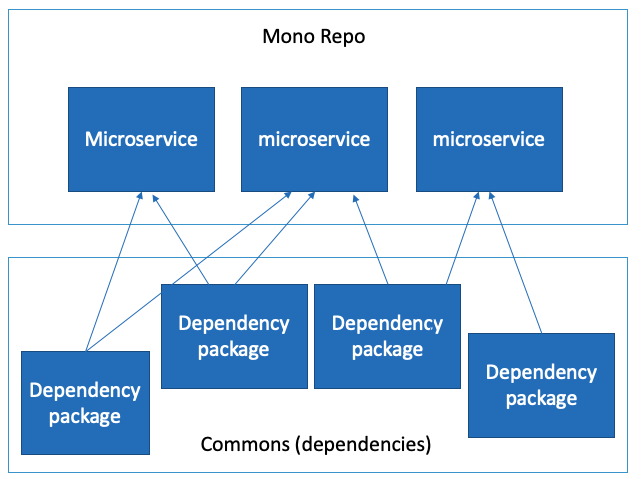 Mono Repo
Microservice
microservice
microservice
Dependency
package
Dependency
package
Dependency
package
Dependency
package
Commons (dependencies)